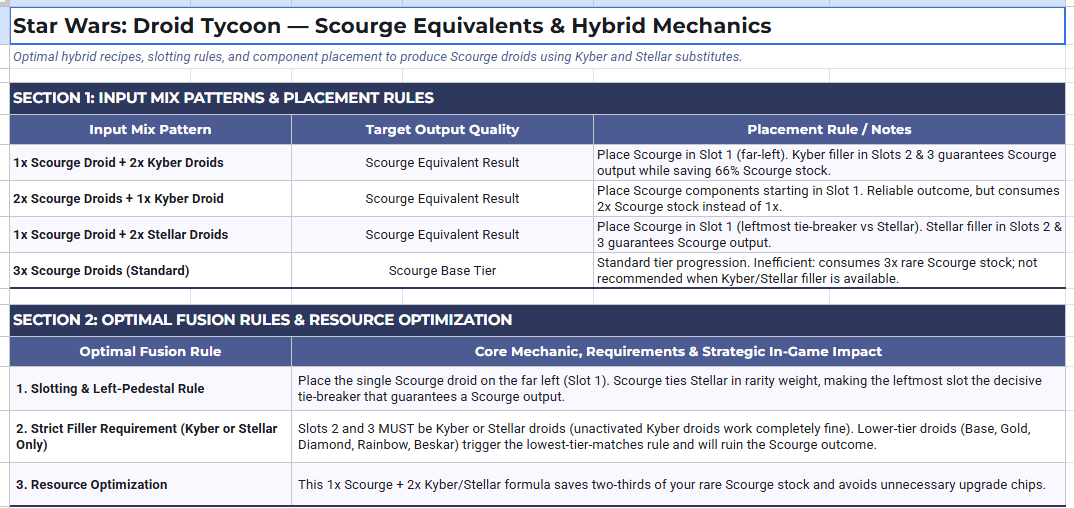 Star Wars: Droid Tycoon — Scourge Equivalents & Hybrid Mechanics
Optimal hybrid recipes, slotting rules, and component placement to produce Scourge droids using Kyber and Stellar substitutes.
SECTION 1: INPUT MIX PATTERNS & PLACEMENT RULES
Input Mix Pattern
Target Output Quality
Placement Rule / Notes
1x Scourge Droid + 2x Kyber Droids
Scourge Equivalent Result
Place Scourge in Slot 1 (far-left). Kyber filler in Slots 2 & 3 guarantees Scourge
output while saving 66% Scourge stock.
2x Scourge Droids + 1x Kyber Droid
Scourge Equivalent Result
Place Scourge components starting in Slot 1. Reliable outcome, but consumes
2x Scourge stock instead of 1x.
1x Scourge Droid + 2x Stellar Droids
Scourge Equivalent Result
Place Scourge in Slot 1 (leftmost tie-breaker vs Stellar). Stellar filler in Slots 2 &
3 guarantees Scourge output.
3x Scourge Droids (Standard)
Scourge Base Tier
Standard tier progression. Inefficient: consumes 3x rare Scourge stock; not
recommended when Kyber/Stellar filler is available.
SECTION 2: OPTIMAL FUSION RULES & RESOURCE OPTIMIZATION
Optimal Fusion Rule
Core Mechanic, Requirements & Strategic In-Game Impact
1. Slotting & Left-Pedestal Rule
Place the single Scourge droid on the far left (Slot 1). Scourge ties Stellar in rarity weight, making the leftmost slot the decisive
tie-breaker that guarantees a Scourge output.
2. Strict Filler Requirement (Kyber or Stellar
Only)
Slots 2 and 3 MUST be Kyber or Stellar droids (unactivated Kyber droids work completely fine). Lower-tier droids (Base, Gold,
Diamond, Rainbow, Beskar) trigger the lowest-tier-matches rule and will ruin the Scourge outcome.
3. Resource Optimization
This 1x Scourge + 2x Kyber/Stellar formula saves two-thirds of your rare Scourge stock and avoids unnecessary upgrade chips.